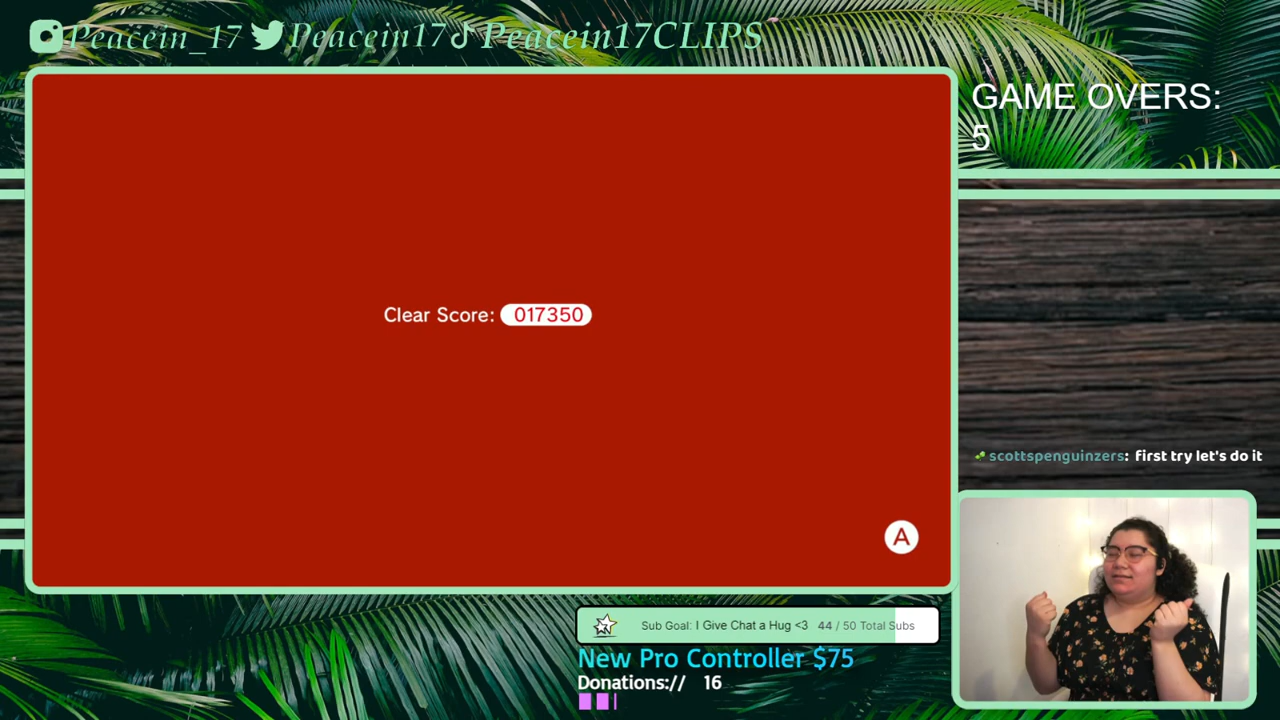 Peacein_17 Peacein17 Peacein17CLIPS
GAME OVERS:
5
Clear Score: 017350
A
scottspenguinzers: first try let's do it
Sub Goal: I Give Chat a Hug <3 44 / 50 Total Subs
New Pro Controller $75
Donations:// 16